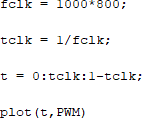 fclk = 1000*800;
tclk = 1/fclk;
t = 0:tclk:1-tclk;
plot(t,PWM)